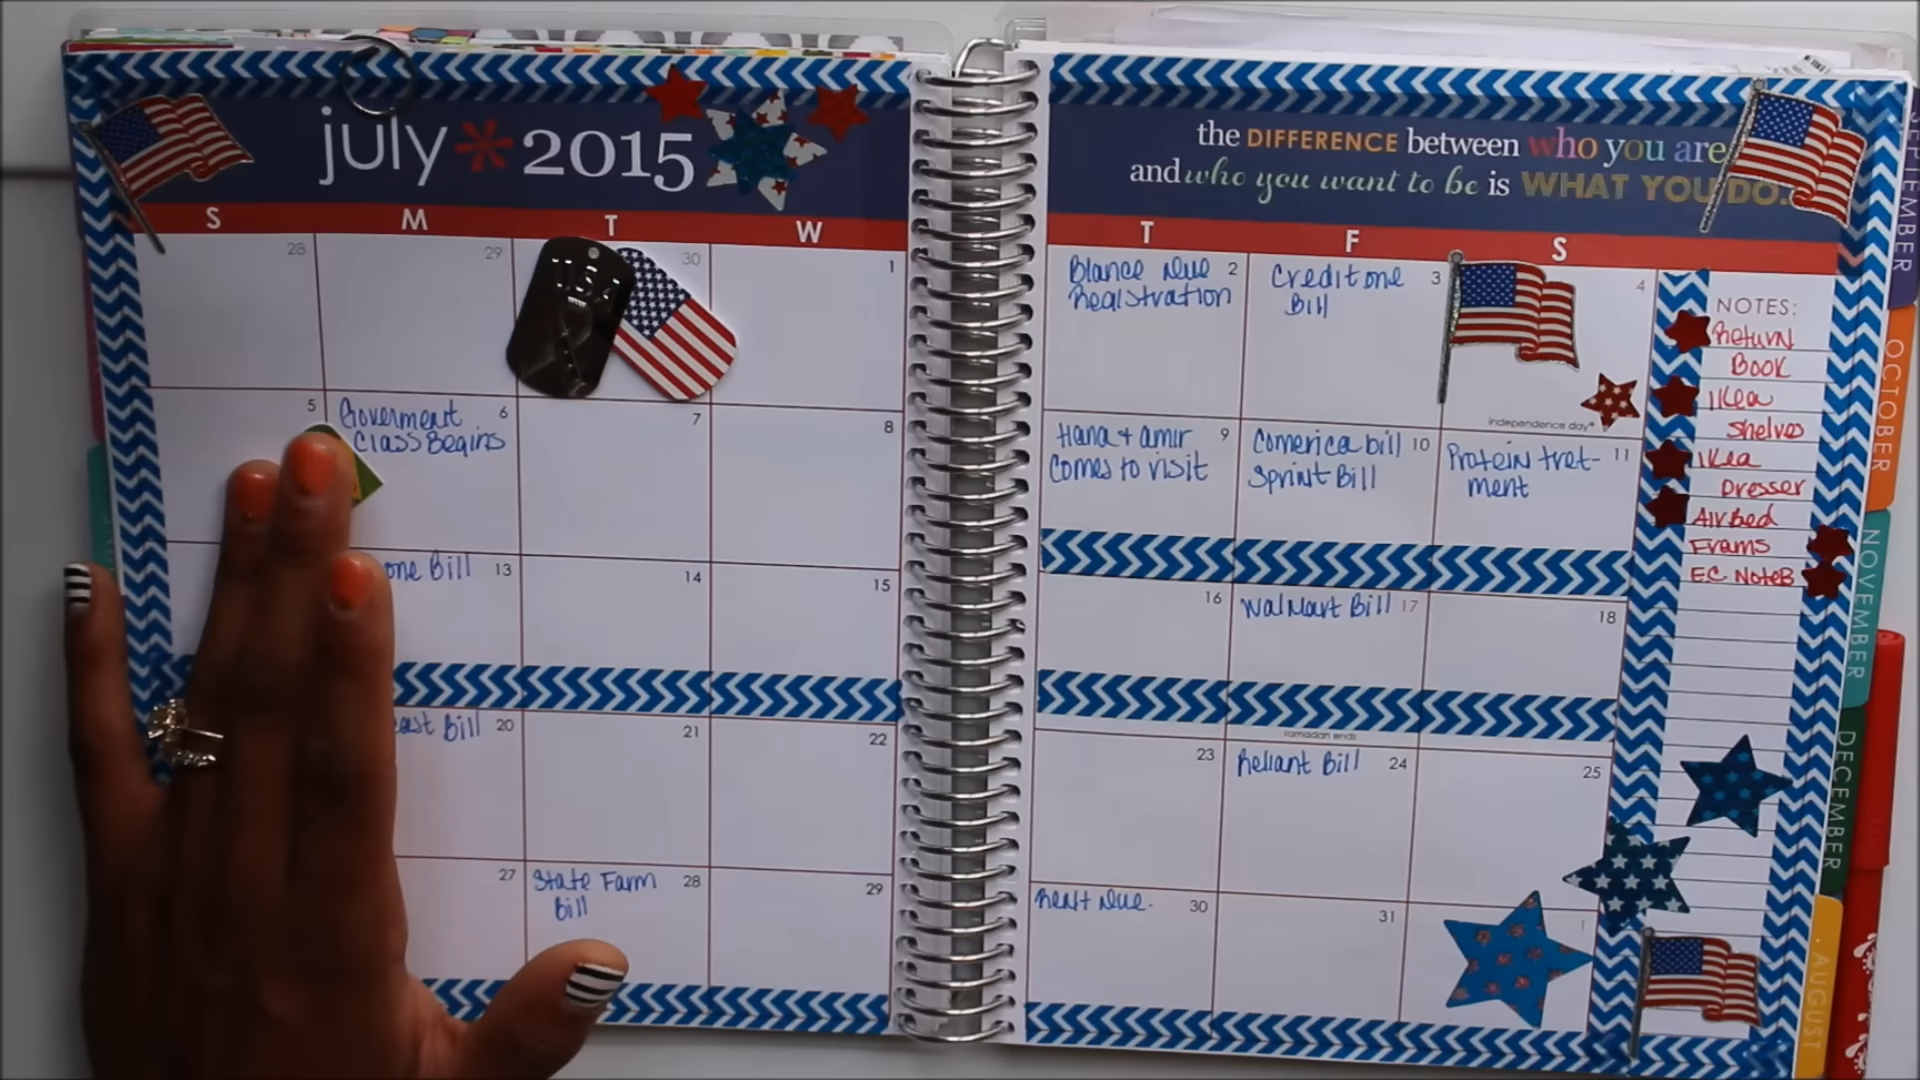 july * 2015
the DIFFERENCE between who you are
and who you want to be is WHAT YOU DO.
S M T W
T F S
28 29 30 1
Blance Due 2
Realstration
Credit one 3
Bill
4
independence day*
NOTES:
Return
Book
Ikea
Shelves
Ikea
Dresser
AirBed
Frams
EC NoteB
5
Goverment 6
Class Begins
7
8
Hana + amir 9
Comes to visit
Comerica bill 10
Sprint Bill
Protein tret- 11
ment
one Bill 13
14
15
16
Walmart Bill 17
18
ast Bill 20
21
22
23
ramadan ends
Reliant Bill 24
25
27
State Farm 28
Bill
29
Rent Due. 30
31
1
SEPTEMBER
OCTOBER
NOVEMBER
DECEMBER
AUGUST